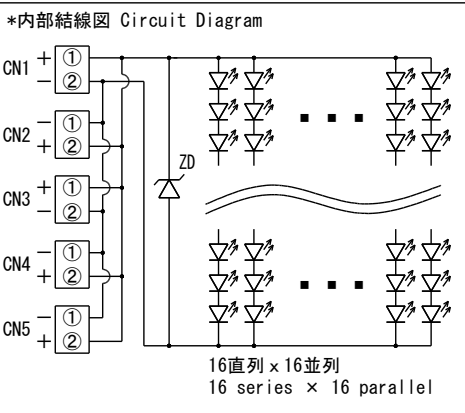 *内部結線図 Circuit Diagram
CN1 + ①
− ②
CN2 − ①
+ ②
CN3 + ①
− ②
CN4 − ①
+ ②
CN5 − ①
+ ②
ZD
16直列×16並列
16 series × 16 parallel